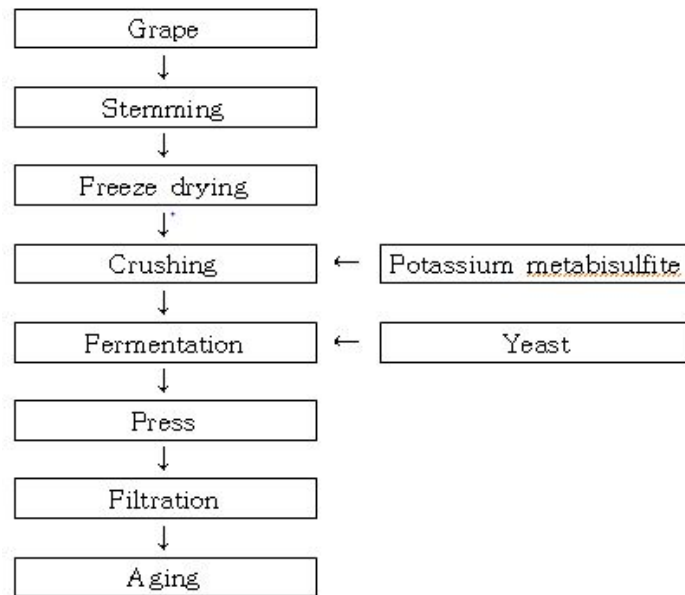 Grape
↓
Stemming
↓
Freeze drying
↓
Crushing ← Potassium metabisulfite
↓
Fermentation ← Yeast
↓
Press
↓
Filtration
↓
Aging